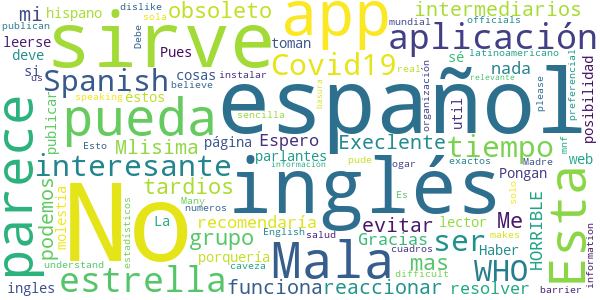 mi hispano dislike sola obsoleto app intermediarios
publican Debe Pues toman mundial officials
leerse deve sirve Covid19 aplicación
si us Spanish cosas instalar sé latinoamericano nada
publicar estos believe speaking real organización utill please preferencial posibilidad
parece pueda español relevante
Esto página Espero Execlente tiempo mnf web
Mlisima sencilla basura parlantes exactos Madre
interesante inglés pude ogar Pongan
podemos molestia No tardios información Es solo Esta
La Many recomendaría Me HORRIBLE
estadísticos numeros grupo evitar ser lector
English salud Gracias Haber makes
porquería Mala cuadros mas WHO information
understand estrella caveza difficult
ingles funciona reaccionar resolver barrier